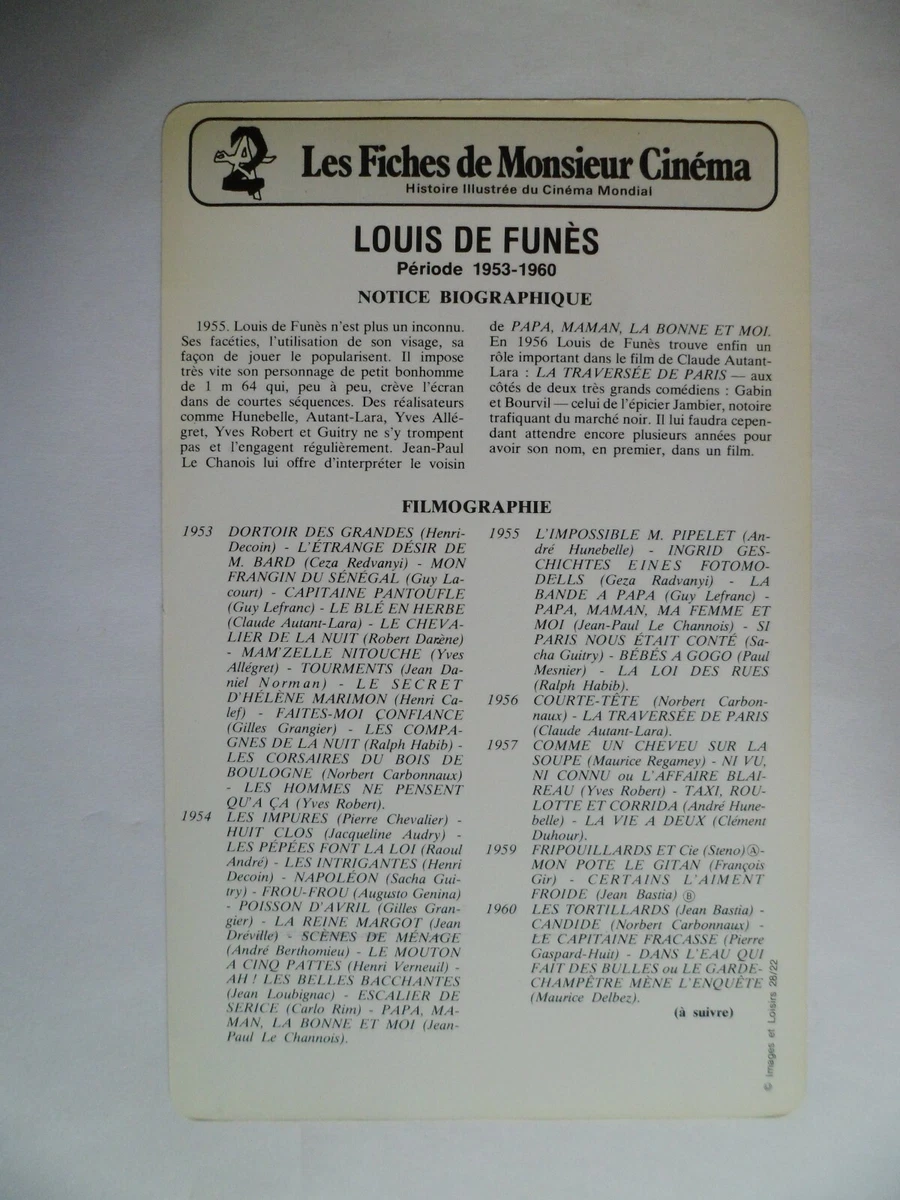 Les Fiches de Monsieur Cinéma
Histoire Illustrée du Cinéma Mondial
LOUIS DE FUNÈS
Période 1953-1960
NOTICE BIOGRAPHIQUE
1955. Louis de Funès n'est plus un inconnu.
Ses facéties, l'utilisation de son visage, sa
façon de jouer le popularisent. Il impose
très vite son personnage de petit bonhomme
de 1 m 64 qui, peu à peu, crève l'écran
dans de courtes séquences. Des réalisateurs
comme Hunebelle, Autant-Lara, Yves Allé-
gret, Yves Robert et Guitry ne s'y trompent
pas et l'engagent régulièrement. Jean-Paul
Le Chanois lui offre d'interpréter le voisin
de PAPA, MAMAN, LA BONNE ET MOI.
En 1956 Louis de Funès trouve enfin un
rôle important dans le film de Claude Autant-
Lara : LA TRAVERSÉE DE PARIS — aux
côtés de deux très grands comédiens : Gabin
et Bourvil — celui de l'épicier Jambier, notoire
trafiquant du marché noir. Il lui faudra cepen-
dant attendre encore plusieurs années pour
avoir son nom, en premier, dans un film.
FILMOGRAPHIE
1953 DORTOIR DES GRANDES (Henri-
Decoin) - L'ÉTRANGE DÉSIR DE
M. BARD (Ceza Redvanyi) - MON
FRANGIN DU SÉNÉGAL (Guy La-
court) - CAPITAINE PANTOUFLE
(Guy Lefranc) - LE BLÉ EN HERBE
(Claude Autant-Lara) - LE CHEVA-
LIER DE LA NUIT (Robert Darène)
- MAM'ZELLE NITOUCHE (Yves
Allégret) - TOURMENTS (Jean Da-
niel Norman) - LE SECRET
D'HÉLÈNE MARIMON (Henri Ca-
lef) - FAITES-MOI CONFIANCE
(Gilles Grangier) - LES COMPA-
GNES DE LA NUIT (Ralph Habib) -
LES CORSAIRES DU BOIS DE
BOULOGNE (Norbert Carbonnaux)
- LES HOMMES NE PENSENT
QU'A ÇA (Yves Robert).
1954 LES IMPURES (Pierre Chevalier) -
HUIT CLOS (Jacqueline Audry) -
LES PÉPÉES FONT LA LOI (Raoul
André) - LES INTRIGANTES (Henri
Decoin) - NAPOLÉON (Sacha Gui-
try) - FROU-FROU (Augusto Genina)
- POISSON D'AVRIL (Gilles Gran-
gier) - LA REINE MARGOT (Jean
Dréville) - SCÈNES DE MÉNAGE
(André Berthomieu) - LE MOUTON
A CINQ PATTES (Henri Verneuil) -
AH ! LES BELLES BACCHANTES
(Jean Loubignac) - ESCALIER DE
SERICE (Carlo Rim) - PAPA, MA-
MAN, LA BONNE ET MOI (Jean-
Paul Le Channois).
1955 L'IMPOSSIBLE M. PIPELET (An-
dré Hunebelle) - INGRID GES-
CHICHTES EINES FOTOMO-
DELLS (Geza Radvanyi) - LA
BANDE A PAPA (Guy Lefranc) -
PAPA, MAMAN, MA FEMME ET
MOI (Jean-Paul Le Channois) - SI
PARIS NOUS ÉTAIT CONTÉ (Sa-
cha Guitry) - BÉBÉS A GOGO (Paul
Mesnier) - LA LOI DES RUES
(Ralph Habib).
1956 COURTE-TÊTE (Norbert Carbon-
naux) - LA TRAVERSÉE DE PARIS
(Claude Autant-Lara).
1957 COMME UN CHEVEU SUR LA
SOUPE (Maurice Regamey) - NI VU,
NI CONNU ou L'AFFAIRE BLAI-
REAU (Yves Robert) - TAXI, ROU-
LOTTE ET CORRIDA (André Hune-
belle) - LA VIE A DEUX (Clément
Duhour).
1959 FRIPOUILLARDS ET Cie (Steno) Ⓐ-
MON POTE LE GITAN (François
Gir) - CERTAINS L'AIMENT
FROIDE (Jean Bastia) Ⓑ
1960 LES TORTILLARDS (Jean Bastia) -
CANDIDE (Norbert Carbonnaux) -
LE CAPITAINE FRACASSE (Pierre
Gaspard-Huit) - DANS L'EAU QUI
FAIT DES BULLES ou LE GARDE-
CHAMPÊTRE MÈNE L'ENQUÊTE
(Maurice Delbez).
(à suivre)
© Images et Loisirs 28/22